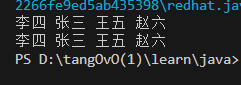 2266fe9ed5ab435398\redhat.ja
李四 张三 王五 赵六
李四 张三 王五 赵六
PS D:\tangOvO(1)\learn\java>